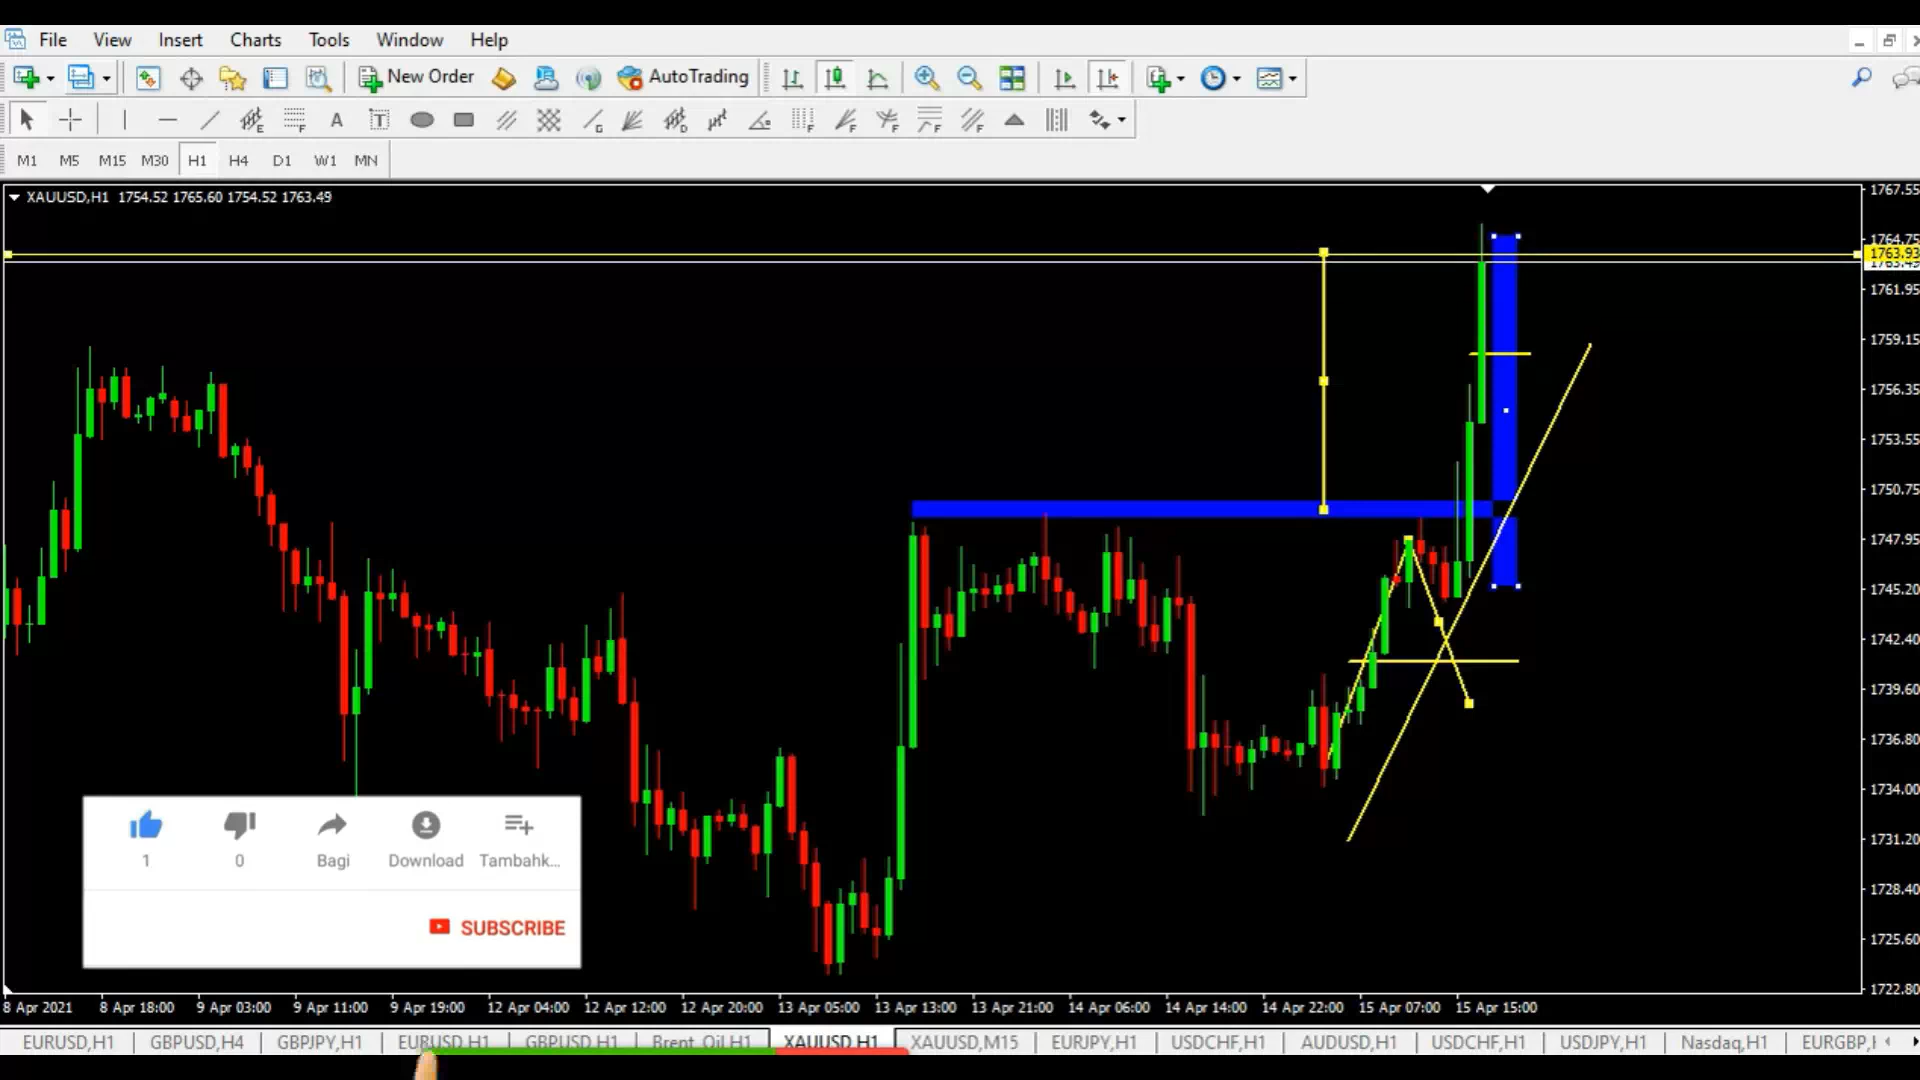 File View Insert Charts Tools Window Help
New Order AutoTrading
E F A T G D F F F F F
M1 M5 M15 M30 H1 H4 D1 W1 MN
XAUUSD,H1 1754.52 1765.60 1754.52 1763.49
1767.55
1764.75
1763.93
1761.95
1759.15
1756.35
1753.55
1750.75
1747.95
1745.20
1742.40
1739.60
1736.80
1734.00
1731.20
1728.40
1725.60
1722.80
1 0 Bagi Download Tambahk...
SUBSCRIBE
8 Apr 2021 8 Apr 18:00 9 Apr 03:00 9 Apr 11:00 9 Apr 19:00 12 Apr 04:00 12 Apr 12:00 12 Apr 20:00 13 Apr 05:00 13 Apr 13:00 13 Apr 21:00 14 Apr 06:00 14 Apr 14:00 14 Apr 22:00 15 Apr 07:00 15 Apr 15:00
EURUSD,H1 GBPUSD,H4 GBPJPY,H1 EURUSD,H1 GBPUSD,H1 Brent_Oil,H1 XAUUSD,H1 XAUUSD,M15 EURJPY,H1 USDCHF,H1 AUDUSD,H1 USDCHF,H1 USDJPY,H1 Nasdaq,H1 EURGBP,